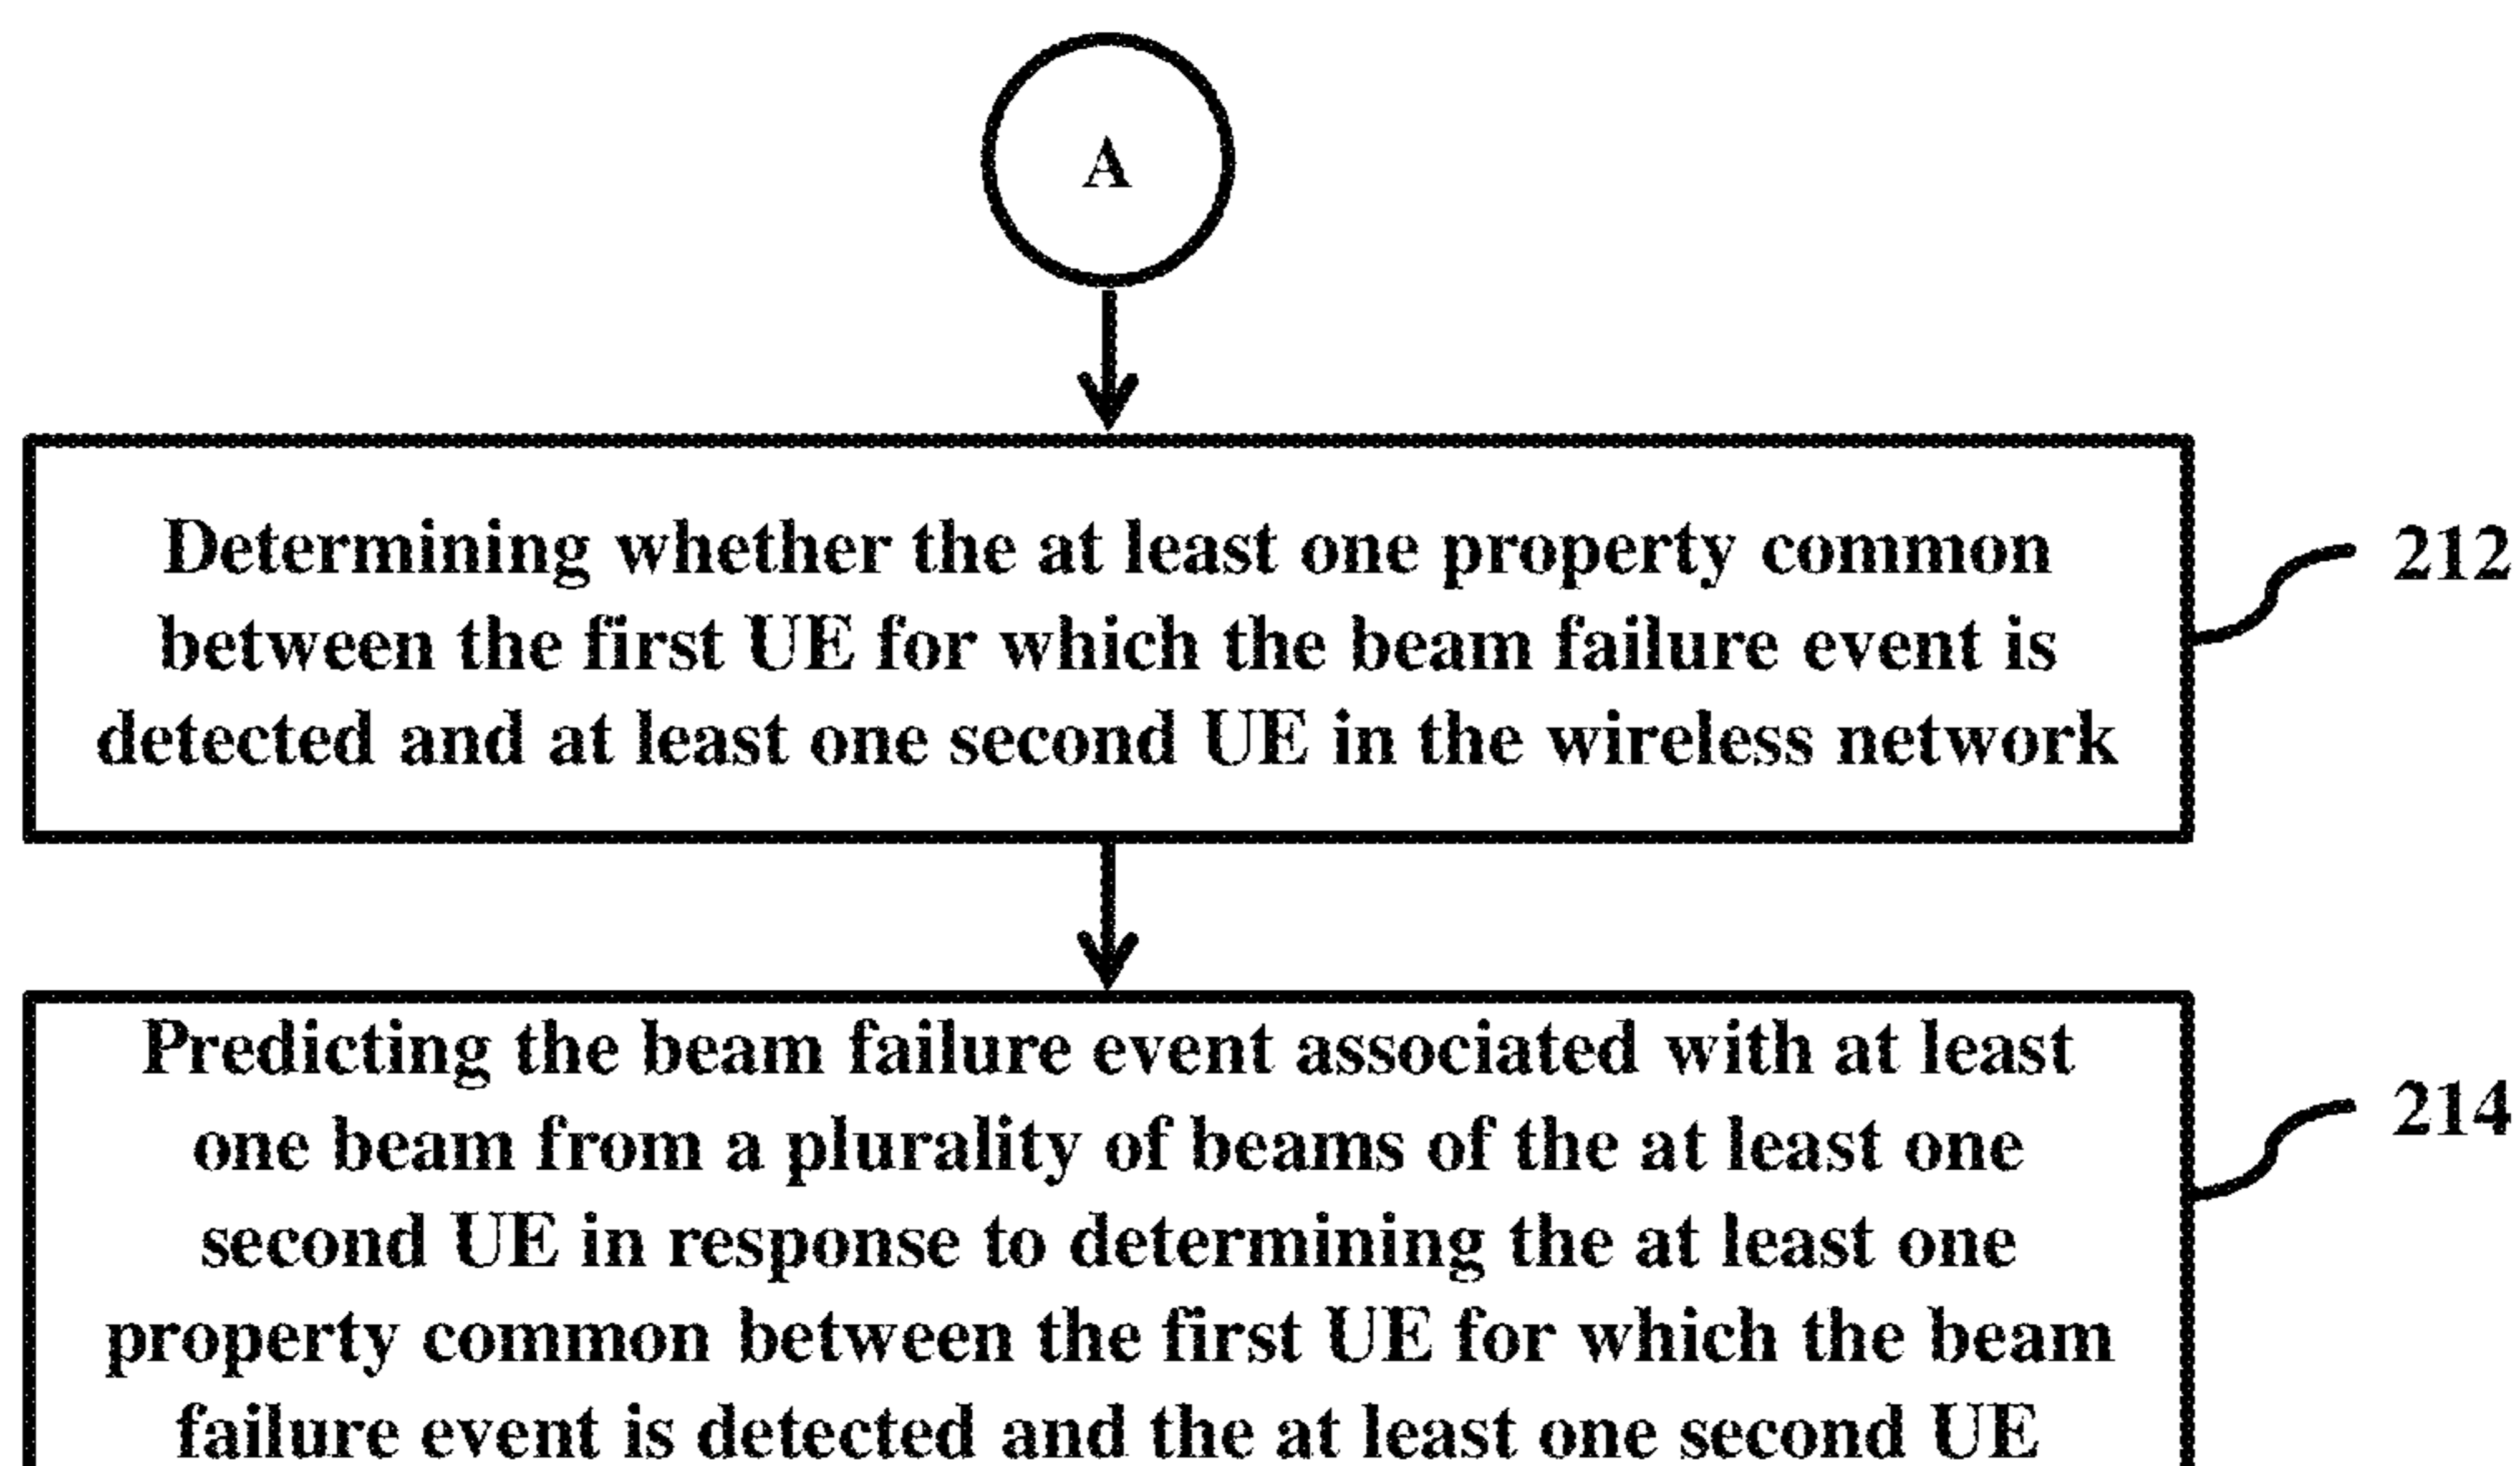 A
Determining whether the at least one property common
between the first UE for which the beam failure event is
detected and at least one second UE in the wireless network
212
Predicting the beam failure event associated with at least
one beam from a plurality of beams of the at least one
second UE in response to determining the at least one
property common between the first UE for which the beam
failure event is detected and the at least one second UE
214